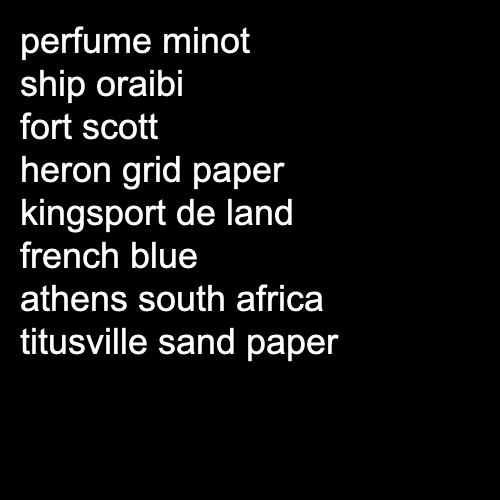 perfume minot
ship oraibi
fort scott
heron grid paper
kingsport de land
french blue
athens south africa
titusville sand paper